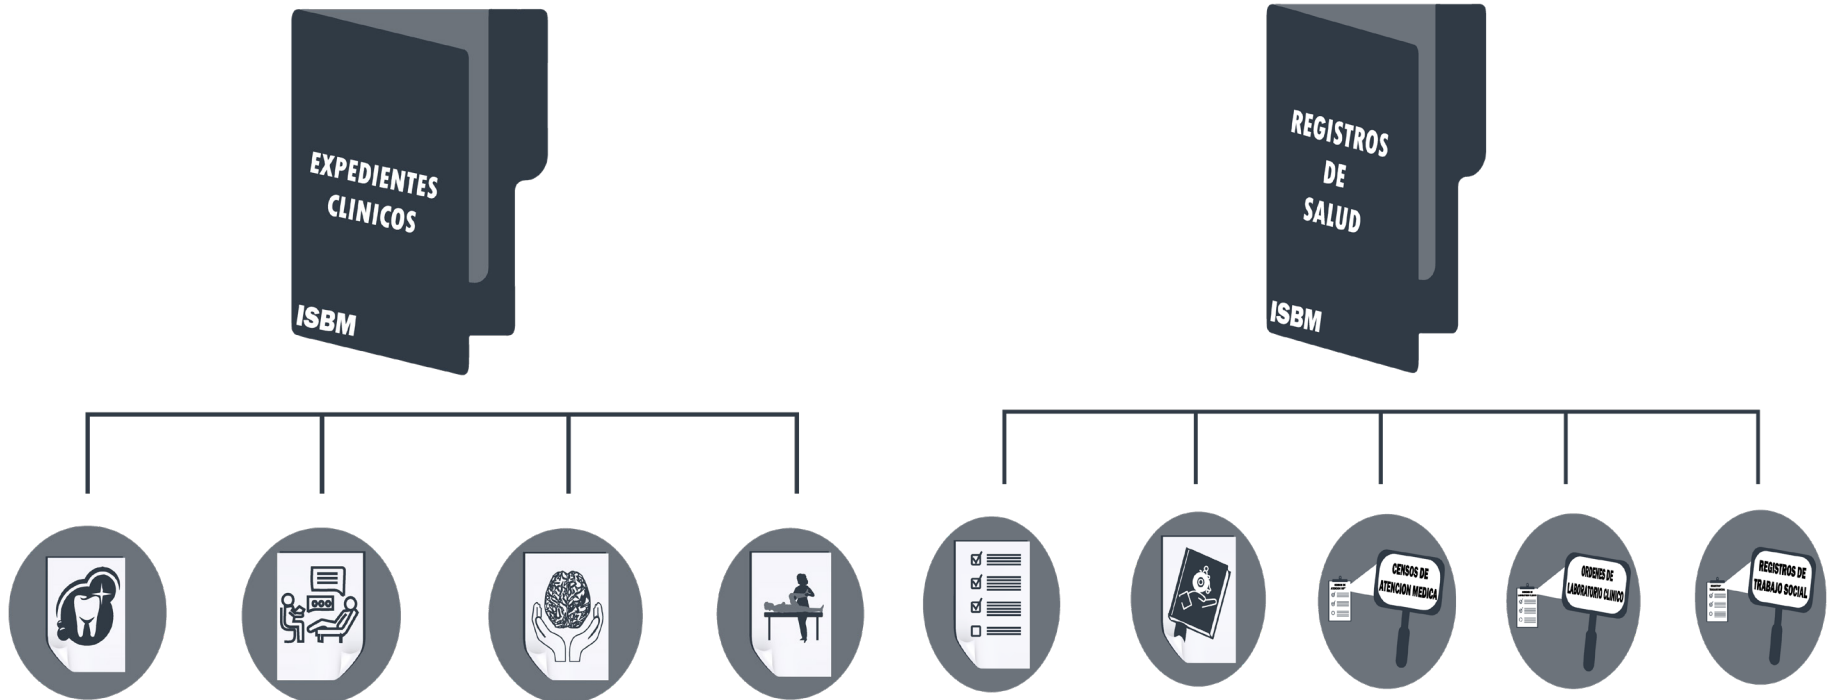 EXPEDIENTES
CLINICOS
ISBM
REGISTROS
DE
SALUD
ISBM
CENSOS DE
ATENCION MEDICA
ORDENES DE
LABORATORIO CLINICO
REGISTROS DE
TRABAJO SOCIAL